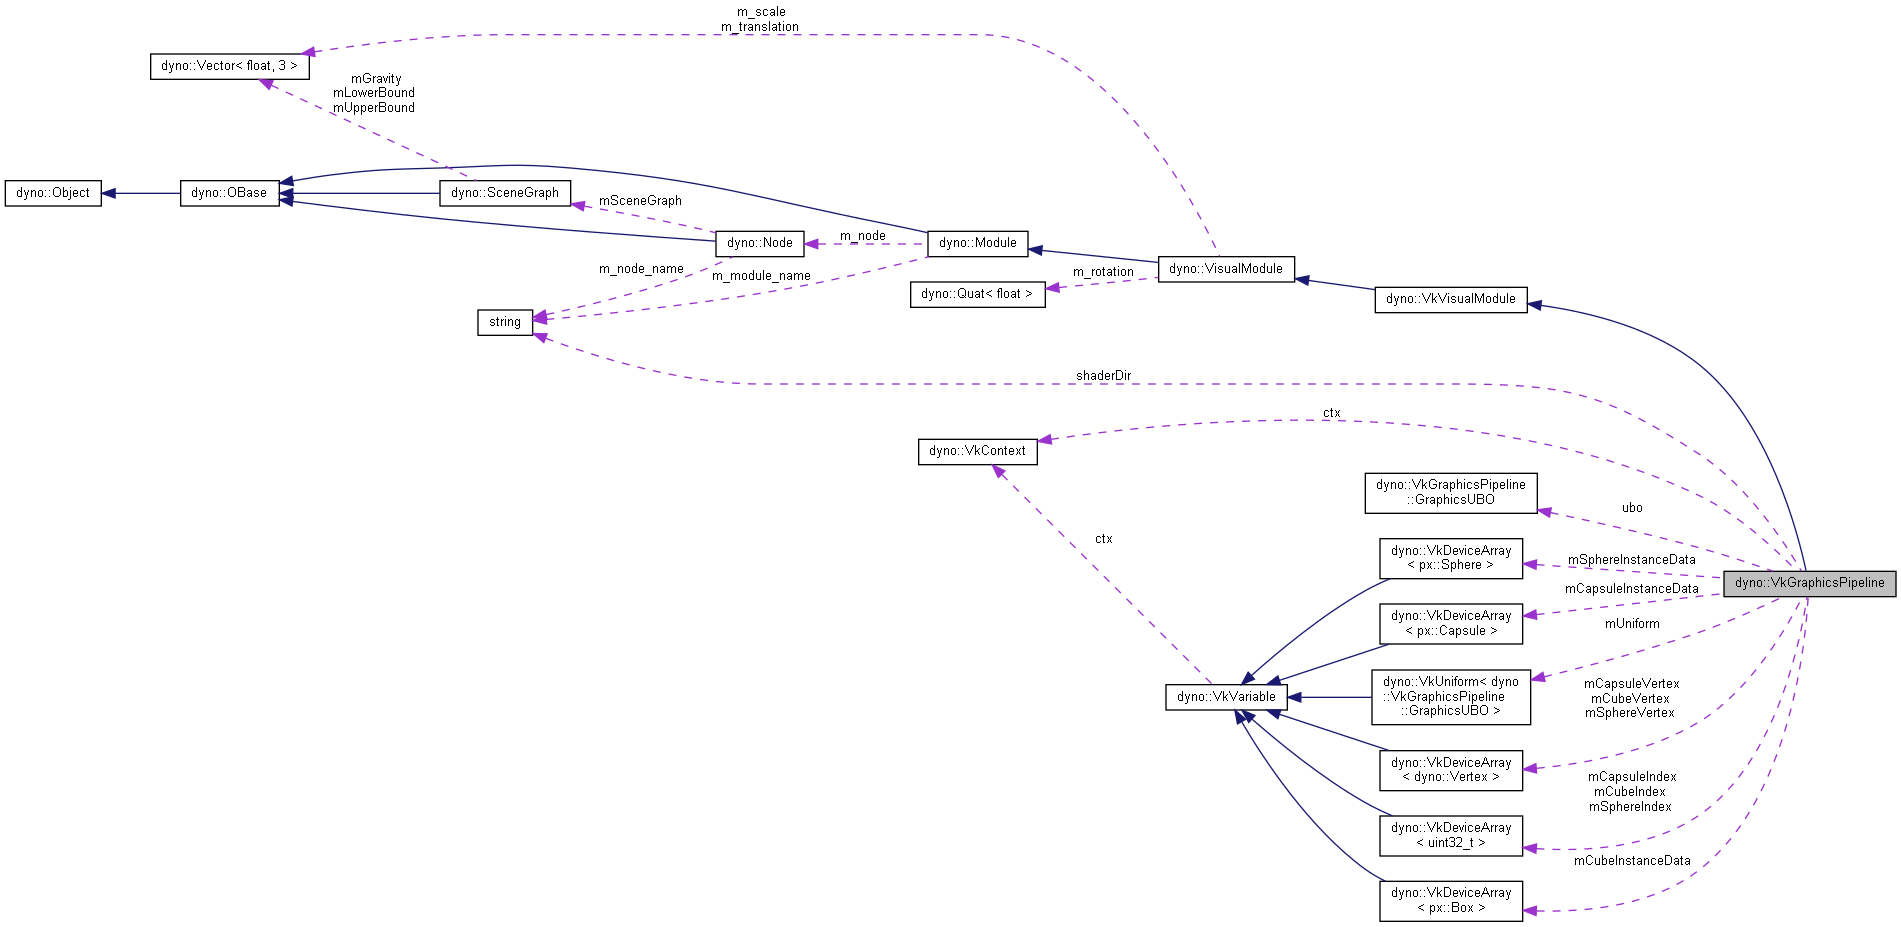 m_scale
m_translation
dyno::Vector< float, 3 >
mGravity
mLowerBound
mUpperBound
dyno::Object
dyno::OBase
dyno::SceneGraph
mSceneGraph
dyno::Node
m_node
dyno::Module
m_node_name
m_module_name
dyno::VisualModule
m_rotation
dyno::Quat< float >
dyno::VkVisualModule
string
shaderDir
ctx
dyno::VkContext
dyno::VkGraphicsPipeline
::GraphicsUBO
ubo
ctx
dyno::VkDeviceArray
< px::Sphere >
mSphereInstanceData
dyno::VkGraphicsPipeline
mCapsuleInstanceData
dyno::VkDeviceArray
< px::Capsule >
mUniform
dyno::VkVariable
dyno::VkUniform< dyno
::VkGraphicsPipeline
::GraphicsUBO >
mCapsuleVertex
mCubeVertex
mSphereVertex
dyno::VkDeviceArray
< dyno::Vertex >
mCapsuleIndex
mCubeIndex
mSphereIndex
dyno::VkDeviceArray
< uint32_t >
mCubeInstanceData
dyno::VkDeviceArray
< px::Box >